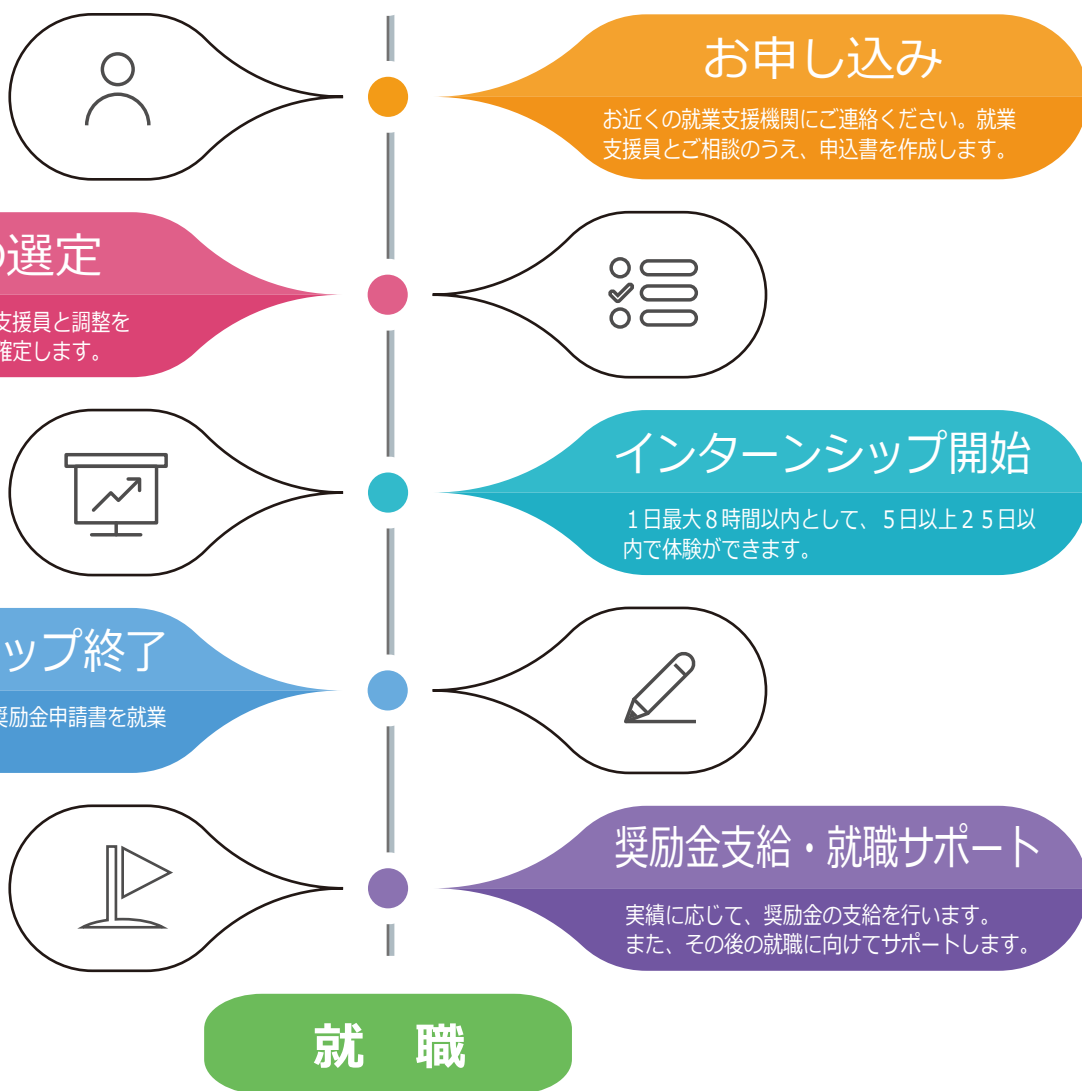 お申し込み
お近くの就業支援機関にご連絡ください。就業
支援員とご相談のうえ、申込書を作成します。
の選定
支援員と調整を
確定します。
インターンシップ開始
１日最大８時間以内として、５日以上２５日以
内で体験ができます。
ップ終了
奨励金申請書を就業
奨励金支給・就職サポート
実績に応じて、奨励金の支給を行います。
また、その後の就職に向けてサポートします。
就　職